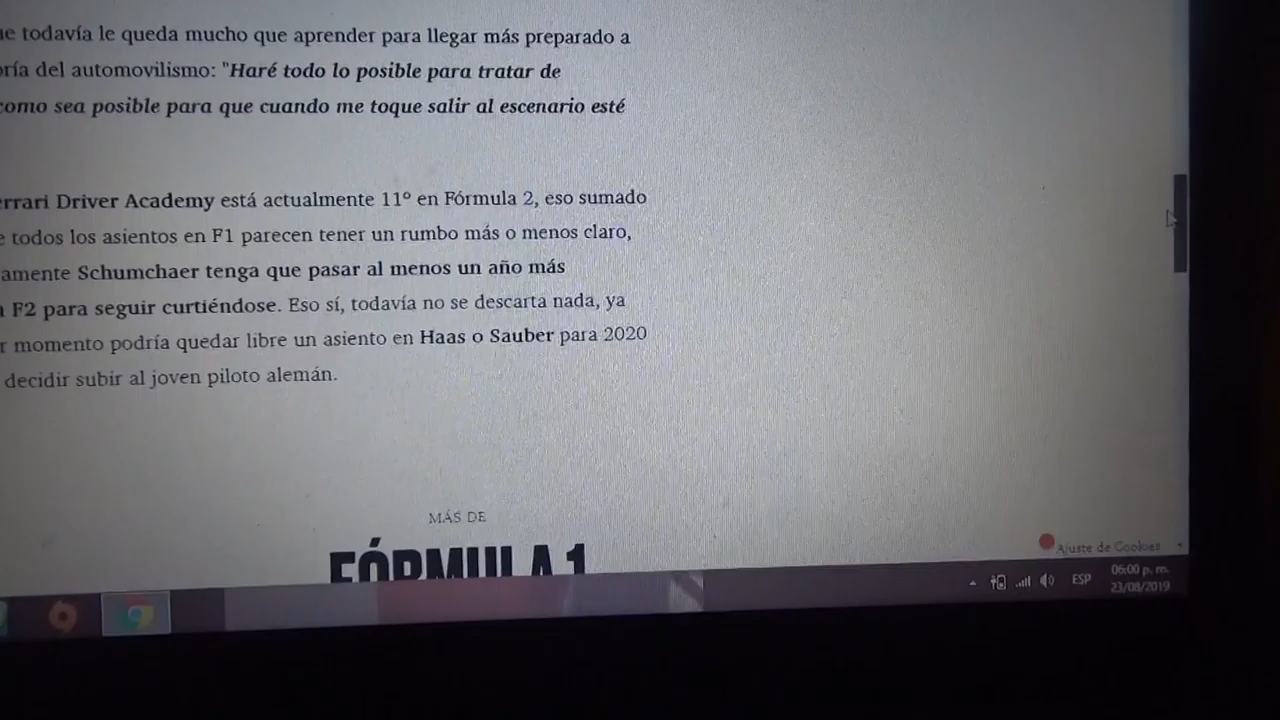 todavía le queda mucho que aprender para llegar más preparado a
del automovilismo: "Haré todo lo posible para tratar de
como sea posible para que cuando me toque salir al escenario esté
Driver Academy está actualmente 11º en Fórmula 2, eso sumado
todos los asientos en F1 parecen tener un rumbo más o menos claro,
Schumchaer tenga que pasar al menos un año más
F2 para seguir curtiéndose. Eso sí, todavía no se descarta nada, ya
momento podría quedar libre un asiento en Haas o Sauber para 2020
decidir subir al joven piloto alemán.
MÁS DE
FÓRMULA 1
Ajuste de Cookies
ESP
06:00 p. m.
23/08/2019